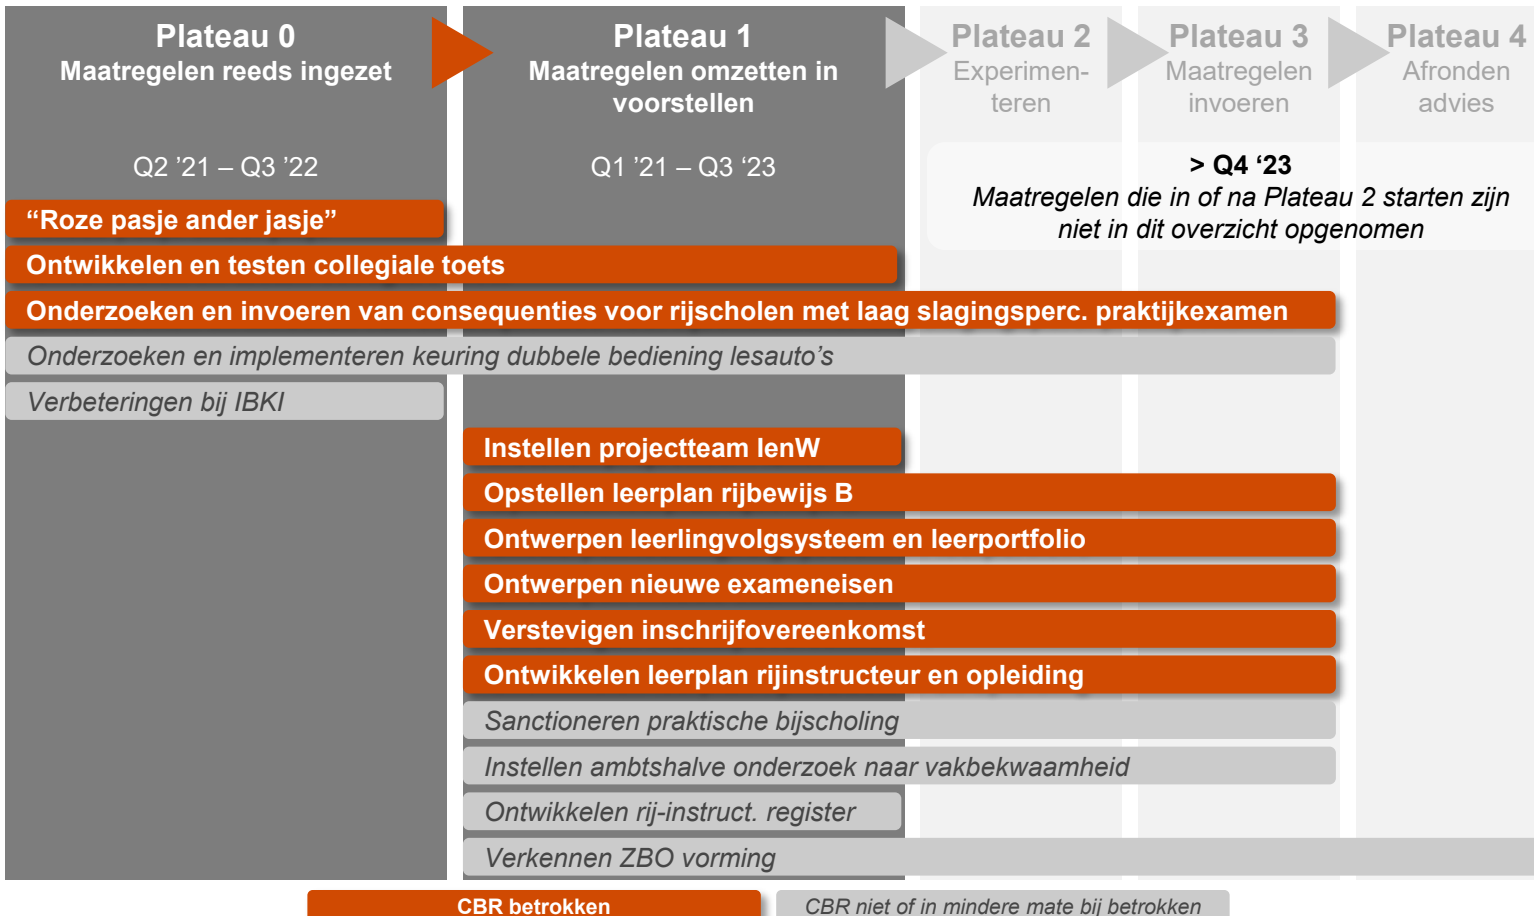 Plateau 0
Maatregelen reeds ingezet
Q2 ’21 – Q3 ’22
Plateau 1
Maatregelen omzetten in
voorstellen
Q1 ’21 – Q3 ‘23
Plateau 2
Experimen-
teren
Plateau 3
Maatregelen
invoeren
Plateau 4
Afronden
advies
> Q4 ‘23
Maatregelen die in of na Plateau 2 starten zijn
niet in dit overzicht opgenomen
“Roze pasje ander jasje”
Ontwikkelen en testen collegiale toets
Onderzoeken en invoeren van consequenties voor rijscholen met laag slagingsperc. praktijkexamen
Onderzoeken en implementeren keuring dubbele bediening lesauto’s
Verbeteringen bij IBKI
Instellen projectteam IenW
Opstellen leerplan rijbewijs B
Ontwerpen leerlingvolgsysteem en leerportfolio
Ontwerpen nieuwe exameneisen
Verstevigen inschrijfovereenkomst
Ontwikkelen leerplan rijinstructeur en opleiding
Sanctioneren praktische bijscholing
Instellen ambtshalve onderzoek naar vakbekwaamheid
Ontwikkelen rij-instruct. register
Verkennen ZBO vorming
CBR betrokken
CBR niet of in mindere mate bij betrokken